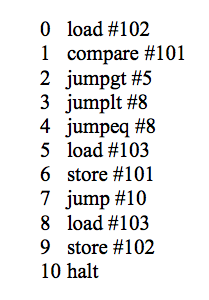 0 load #102
1 compare #101
2 jumpgt #5
3 jumplt #8
4 jumpeq #8
5 load #103
6 store #101
7 jump #10
8 load #103
9 store #102
10 halt